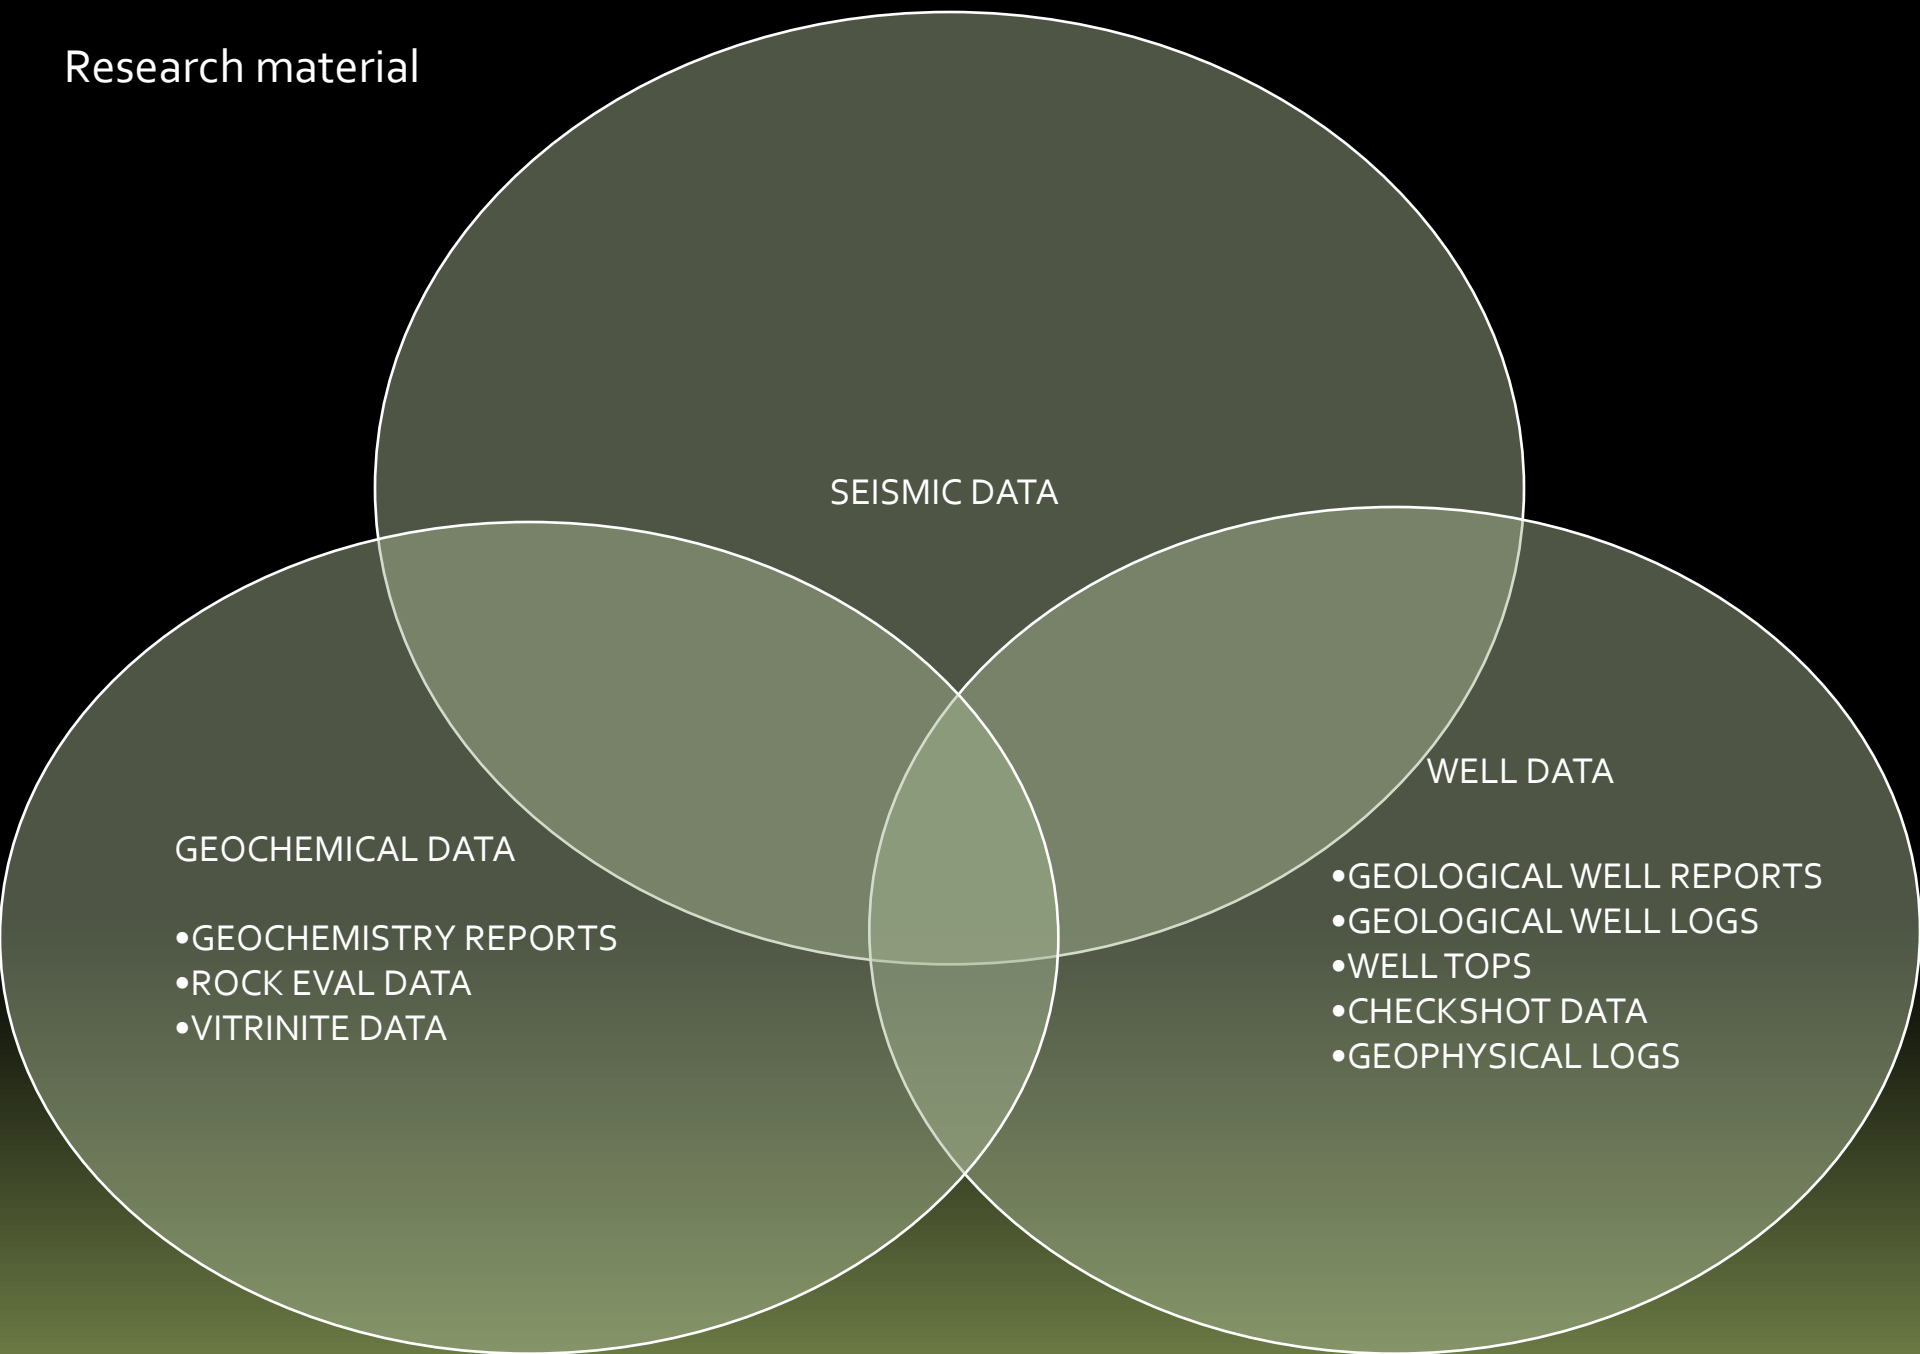 Research material
SEISMIC DATA
GEOCHEMICAL DATA
•GEOCHEMISTRY REPORTS
•ROCK EVAL DATA
•VITRINITE DATA
WELL DATA
•GEOLOGICAL WELL REPORTS
•GEOLOGICAL WELL LOGS
•WELL TOPS
•CHECKSHOT DATA
•GEOPHYSICAL LOGS